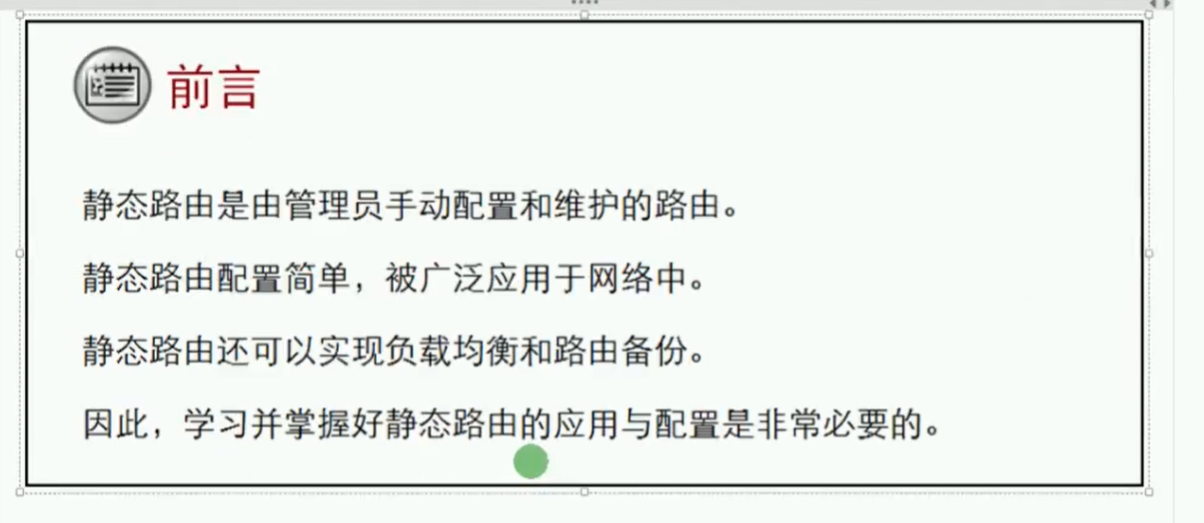 前言
静态路由是由管理员手动配置和维护的路由。
静态路由配置简单，被广泛应用于网络中。
静态路由还可以实现负载均衡和路由备份。
因此，学习并掌握好静态路由的应用与配置是非常必要的。